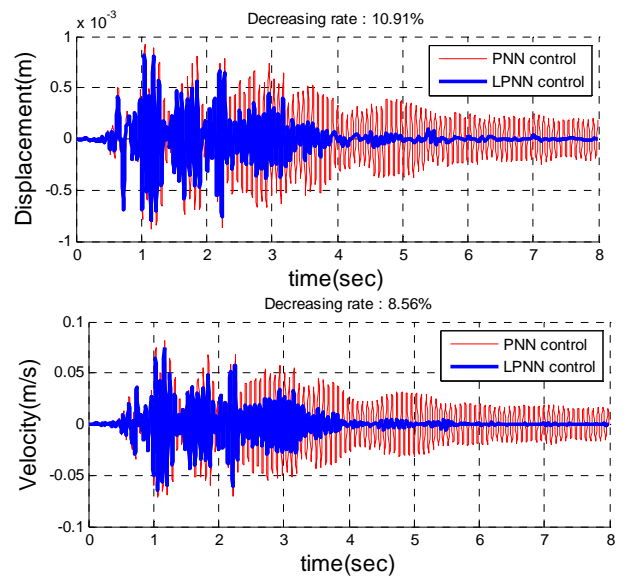 Decreasing rate : 10.91%
x 10^-3
1
0.5
0
-0.5
-1
Displacement(m)
PNN control
LPNN control
0 1 2 3 4 5 6 7 8
time(sec)
Decreasing rate : 8.56%
0.1
0.05
0
-0.05
-0.1
Velocity(m/s)
PNN control
LPNN control
0 1 2 3 4 5 6 7 8
time(sec)